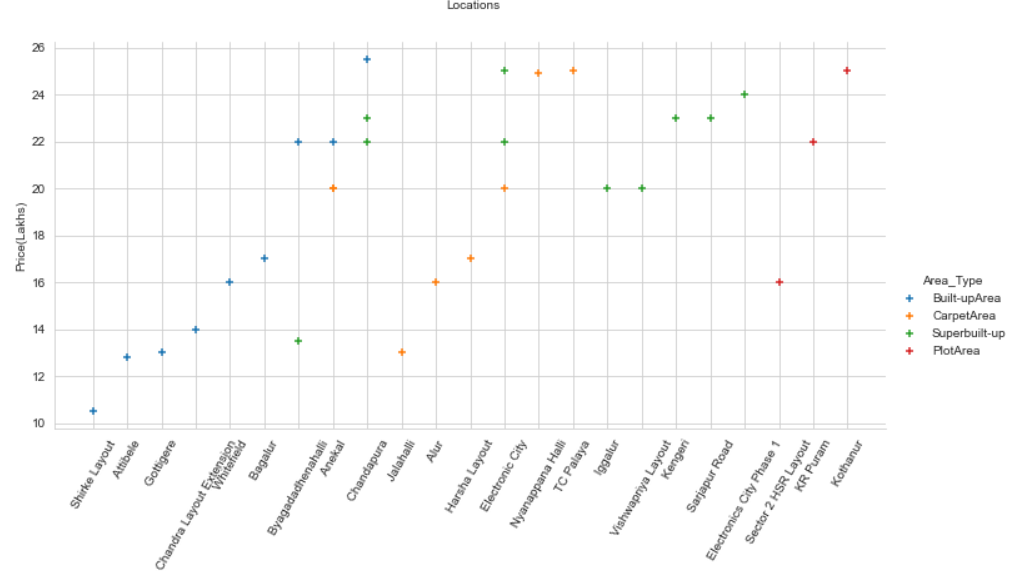 Locations
26
24
22
20
18
16
14
12
10
Price(Lakhs)
Shirke Layout
Attibele
Gottigere
Chandra Layout Extension
Whitefield
Bagalur
Byagadadhenahalli
Anekal
Chandapura
Jalahalli
Alur
Harsha Layout
Electronic City
Nyanappana Halli
TC Palaya
Iggalur
Vishwapriya Layout
Kengeri
Sarjapur Road
Electronics City Phase 1
Sector 2 HSR Layout
KR Puram
Kothanur
Area_Type
Built-upArea
CarpetArea
Superbuilt-up
PlotArea